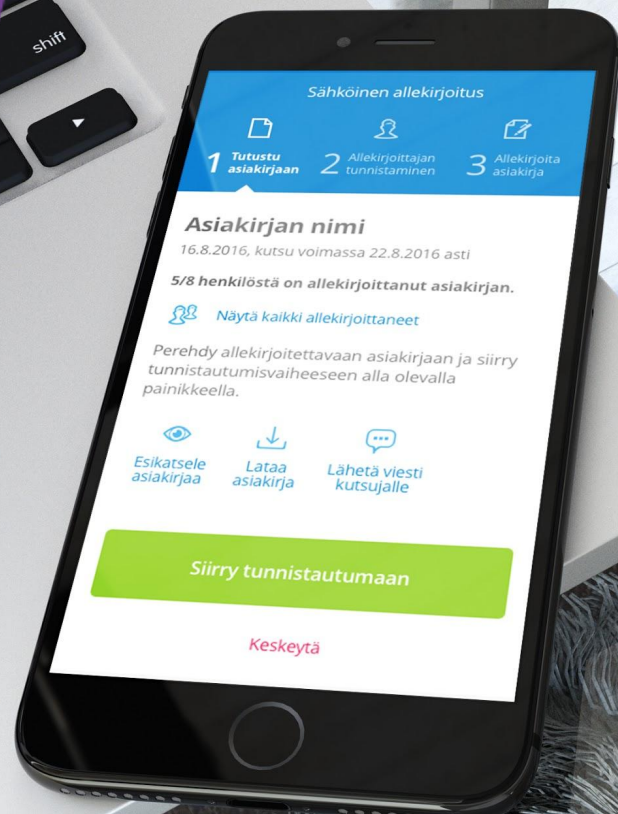 shift
Sähköinen allekirjoitus
1 Tutustu
asiakirjaan
2 Allekirjoittajan
tunnistaminen
3 Allekirjoita
asiakirja
Asiakirjan nimi
16.8.2016, kutsu voimassa 22.8.2016 asti
5/8 henkilöstä on allekirjoittanut asiakirjan.
Näytä kaikki allekirjoittaneet
Perehdy allekirjoitettavaan asiakirjaan ja siirry
tunnistautumisvaiheeseen alla olevalla
painikkeella.
Esikatsele
asiakirjaa
Lataa
asiakirja
Lähetä viesti
kutsujalle
Siirry tunnistautumaan
Keskeytä